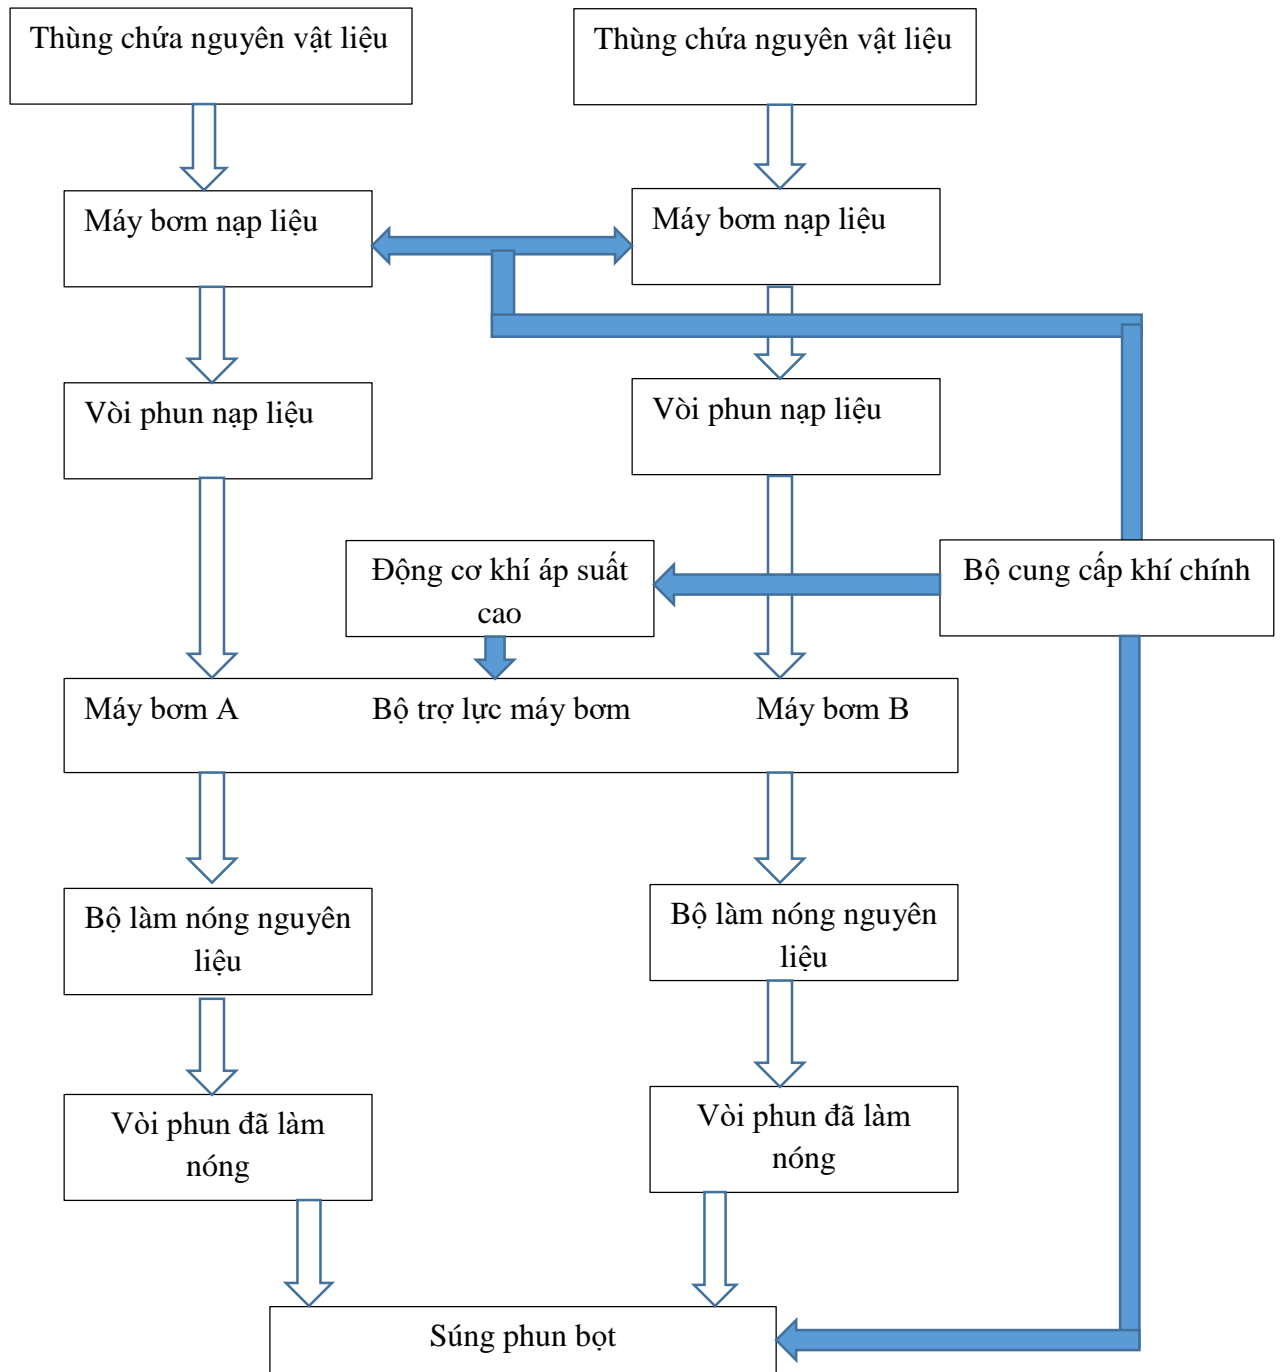 Thùng chứa nguyên vật liệu
Thùng chứa nguyên vật liệu
Máy bơm nạp liệu
Máy bơm nạp liệu
Vòi phun nạp liệu
Vòi phun nạp liệu
Động cơ khí áp suất
cao
Bộ cung cấp khí chính
Máy bơm A
Bộ trợ lực máy bơm
Máy bơm B
Bộ làm nóng nguyên
liệu
Bộ làm nóng nguyên
liệu
Vòi phun đã làm
nóng
Vòi phun đã làm
nóng
Súng phun bọt